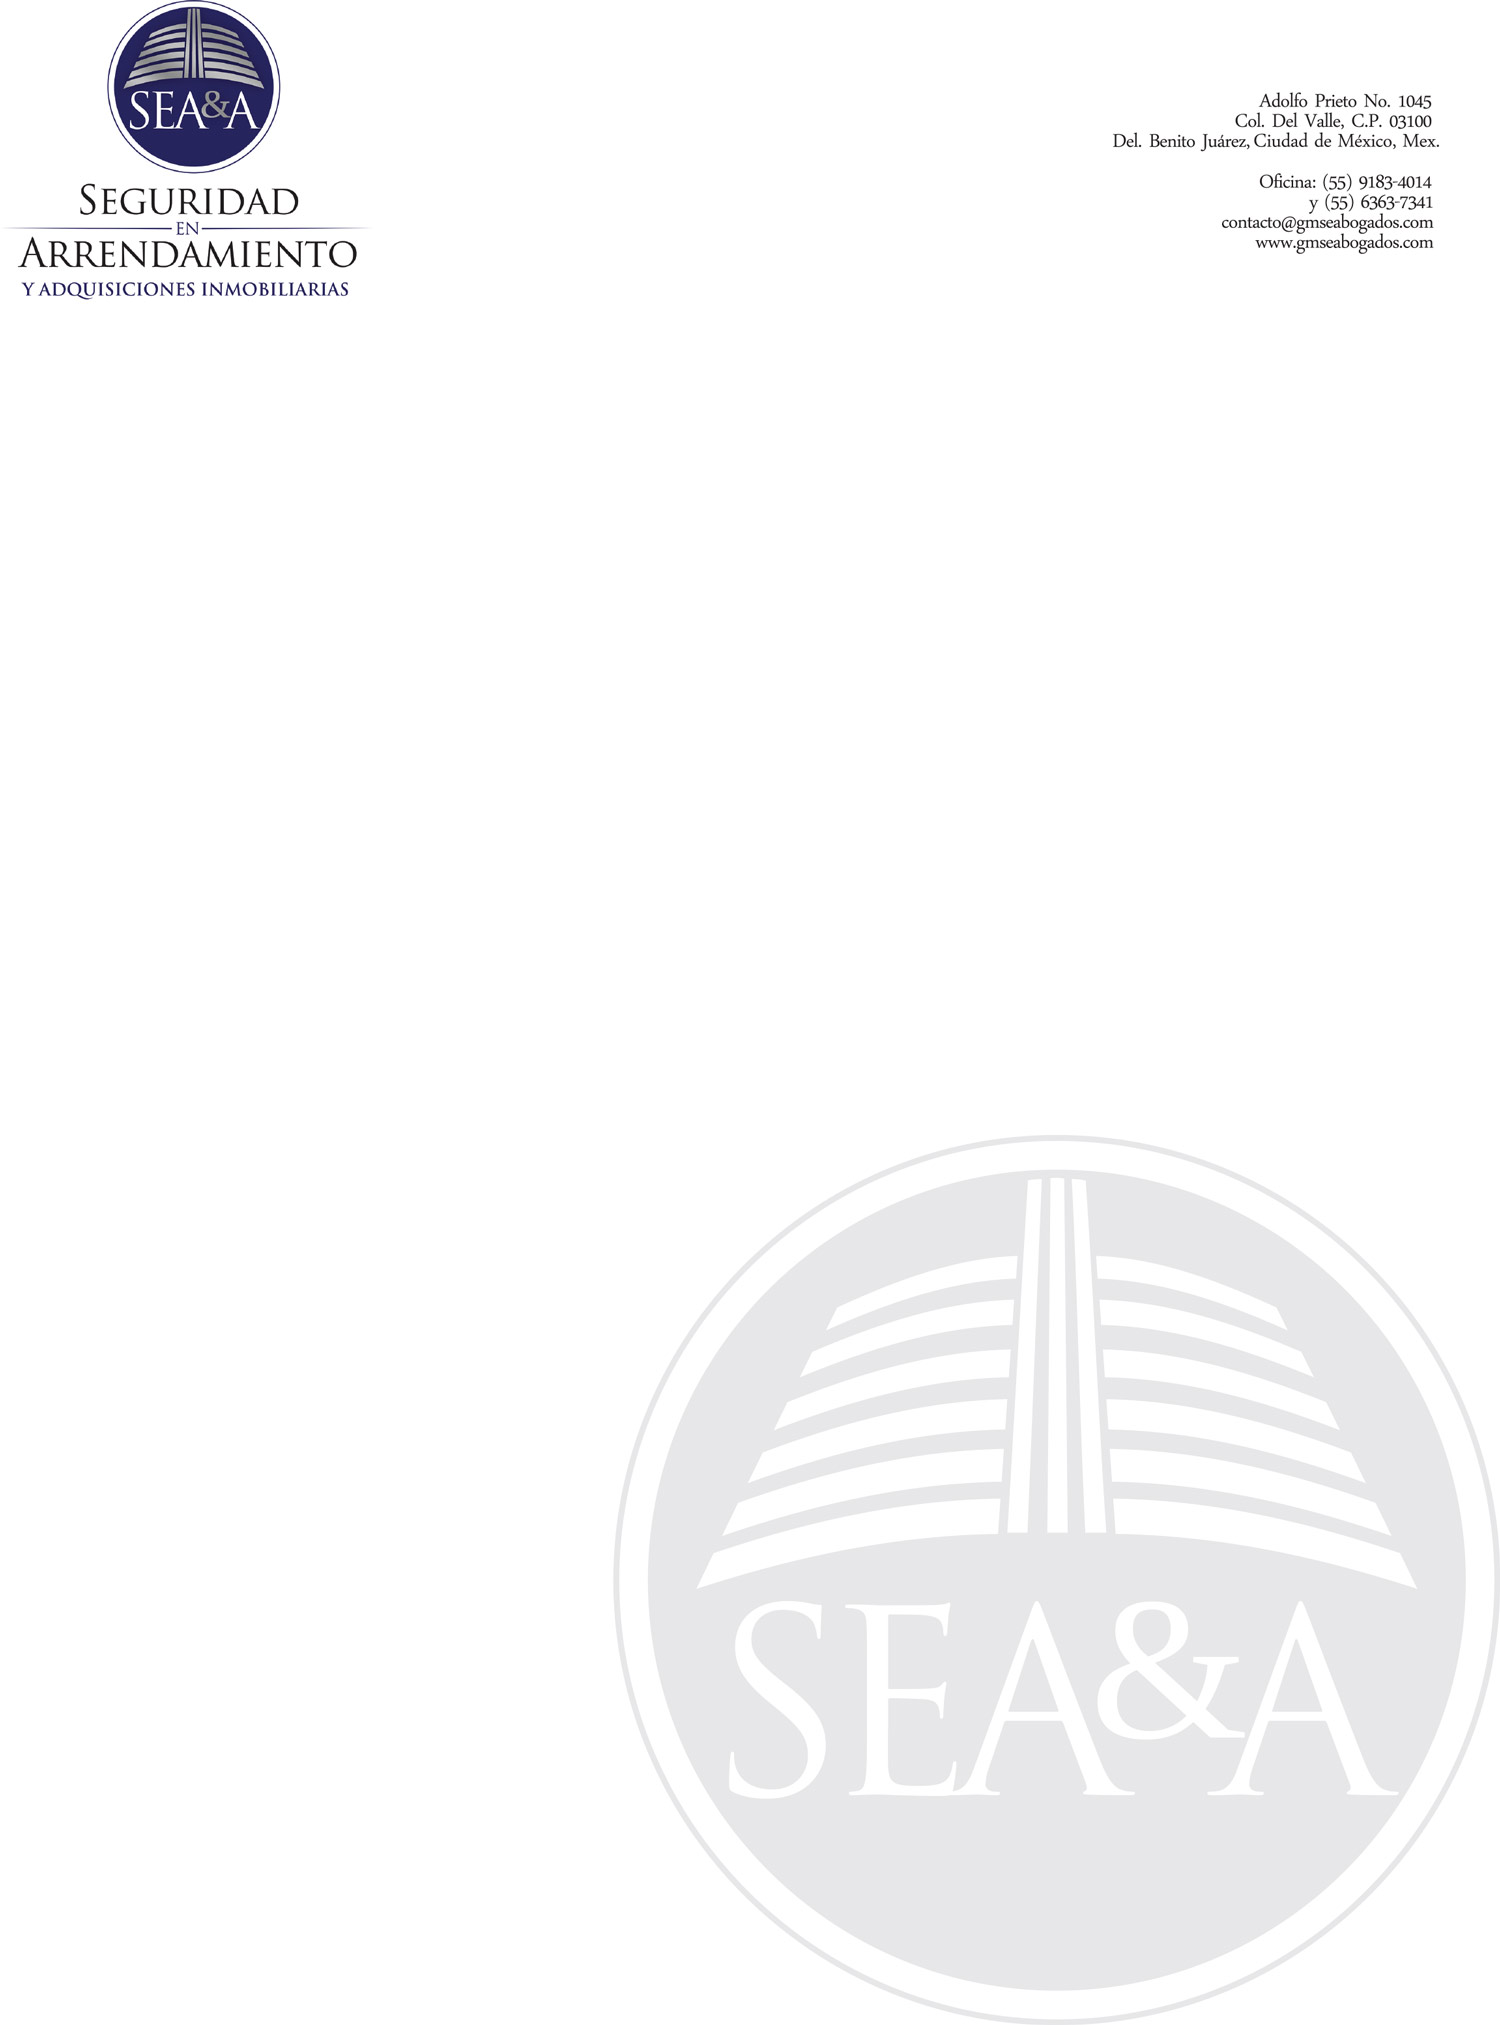 SEA&A
SEGURIDAD
EN
ARRENDAMIENTO
Y ADQUISICIONES INMOBILIARIAS
Adolfo Prieto No. 1045
Col. Del Valle, C.P. 03100
Del. Benito Juárez, Ciudad de México, Mex.
Oficina: (55) 9183-4014
y (55) 6363-7341
contacto@gmseabogados.com
www.gmseabogados.com
SEA&A